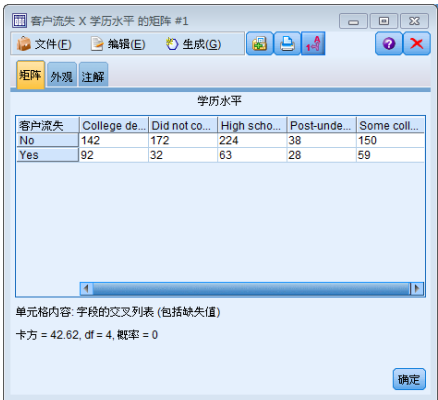 客户流失 X 学历水平 的矩阵 #1
文件(F) 编辑(E) 生成(G)
矩阵 外观 注解
学历水平
客户流失 College de... Did not co... High scho... Post-unde... Some coll...
No 142 172 224 38 150
Yes 92 32 63 28 59
单元格内容: 字段的交叉列表 (包括缺失值)
卡方 = 42.62, df = 4, 概率 = 0
确定